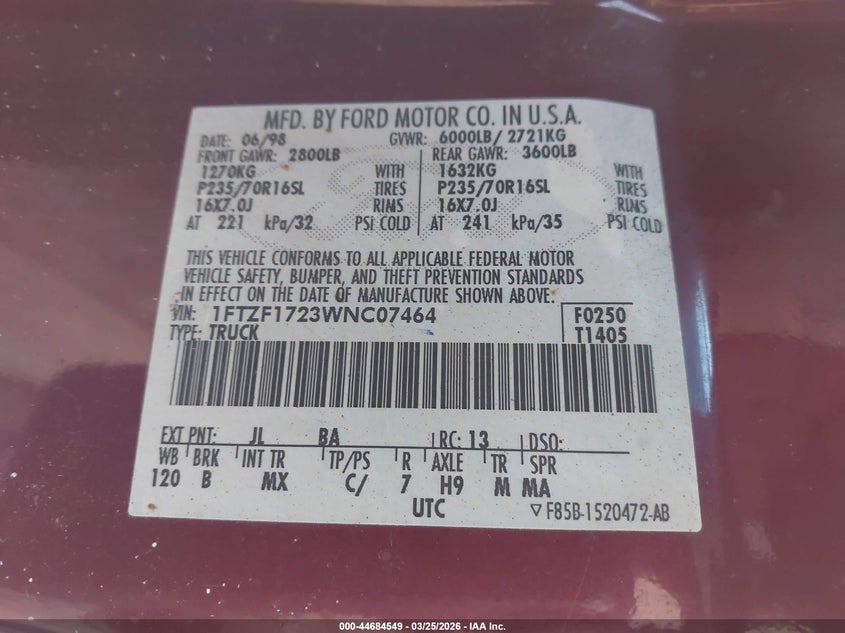 MFD. BY FORD MOTOR CO. IN U.S.A.
DATE: 06/98 GVWR: 6000LB/ 2721KG
FRONT GAWR: 2800LB REAR GAWR: 3600LB
1270KG WITH 1632KG WITH
P235/70R16SL TIRES P235/70R16SL TIRES
16X7.0J RIMS 16X7.0J RIMS
AT 221 kPa/32 PSI COLD AT 241 kPa/35 PSI COLD
THIS VEHICLE CONFORMS TO ALL APPLICABLE FEDERAL MOTOR
VEHICLE SAFETY, BUMPER, AND THEFT PREVENTION STANDARDS
IN EFFECT ON THE DATE OF MANUFACTURE SHOWN ABOVE.
VIN: 1FTZF1723WNC07464 F0250
TYPE: TRUCK T1405
EXT PNT: JL BA RC: 13 DSO:
WB BRK INT TR TP/PS R AXLE TR SPR
120 B MX C/ 7 H9 M MA
UTC ▽ F85B-1520472-AB
000-44684549 - 03/25/2026 - IAA Inc.